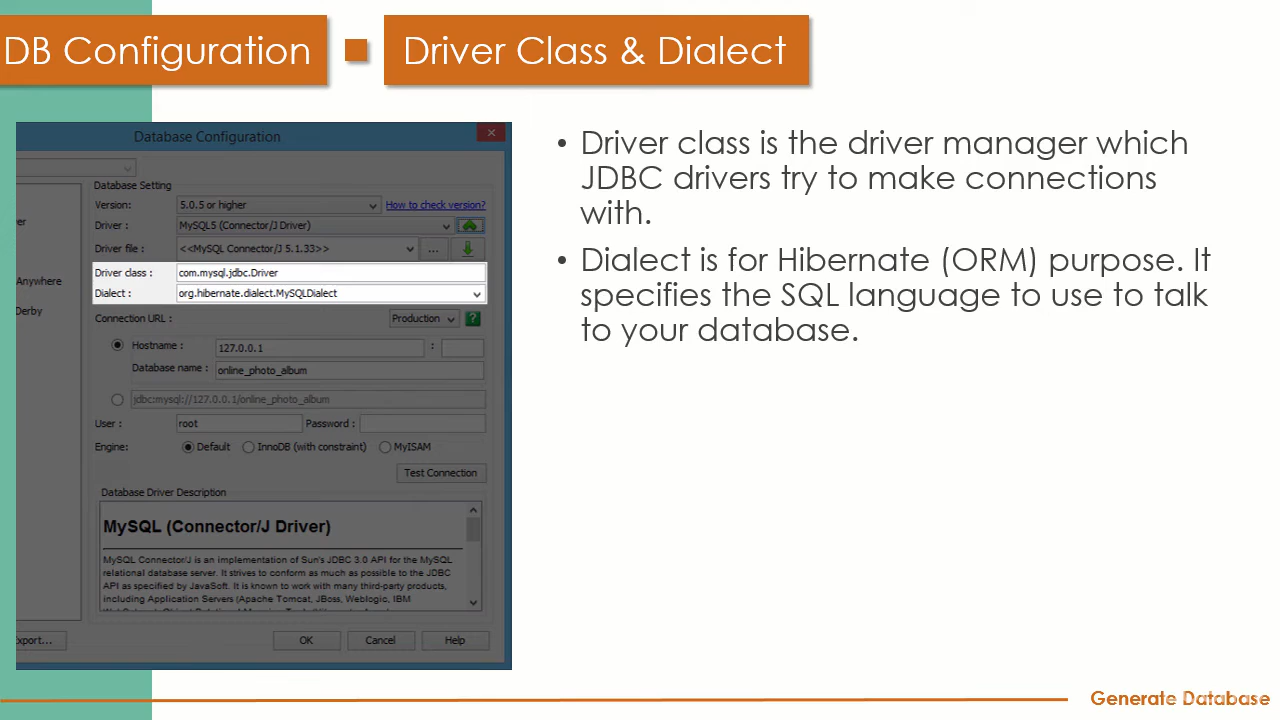 DB Configuration
Driver Class & Dialect
Database Configuration
Database Setting
Version: 5.0.5 or higher How to check version?
Driver : MySQL5 (Connector/J Driver)
Driver file : <<MySQL Connector/J 5.1.33>> ...
Driver class : com.mysql.jdbc.Driver
Anywhere
Dialect : org.hibernate.dialect.MySQLDialect
Derby
Connection URL : Production ?
Hostname : 127.0.0.1 :
Database name : online_photo_album
jdbc:mysql://127.0.0.1/online_photo_album
User : root Password :
Engine: Default InnoDB (with constraint) MyISAM
Test Connection
Database Driver Description
MySQL (Connector/J Driver)
MySQL Connector/J is an implementation of Sun's JDBC 3.0 API for the MySQL
relational database server. It strives to conform as much as possible to the JDBC
API as specified by JavaSoft. It is known to work with many third-party products,
including Application Servers (Apache Tomcat, JBoss, Weblogic, IBM
xport... OK Cancel Help
• Driver class is the driver manager which
JDBC drivers try to make connections
with.
• Dialect is for Hibernate (ORM) purpose. It
specifies the SQL language to use to talk
to your database.
Generate Database